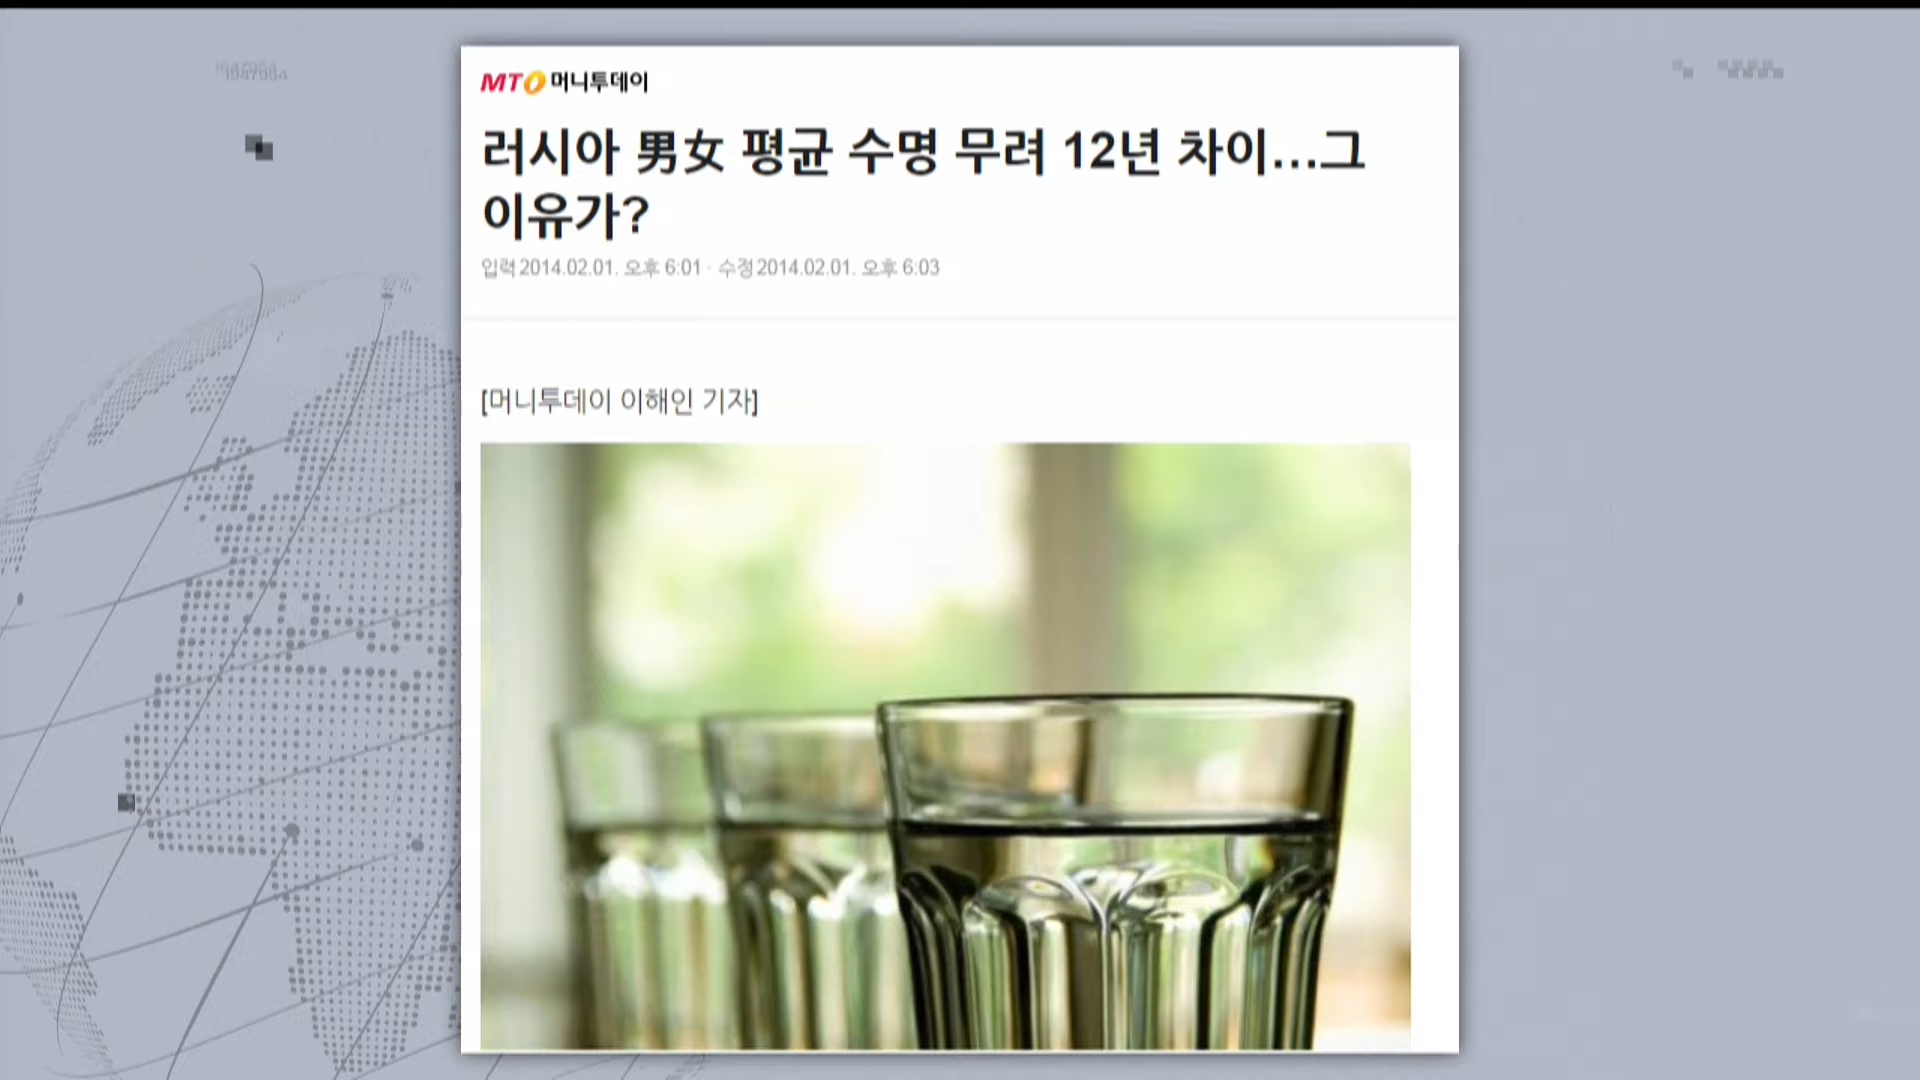 MT 머니투데이
러시아 男女 평균 수명 무려 12년 차이…그
이유가?
입력 2014.02.01. 오후 6:01 · 수정 2014.02.01. 오후 6:03
[머니투데이 이해인 기자]